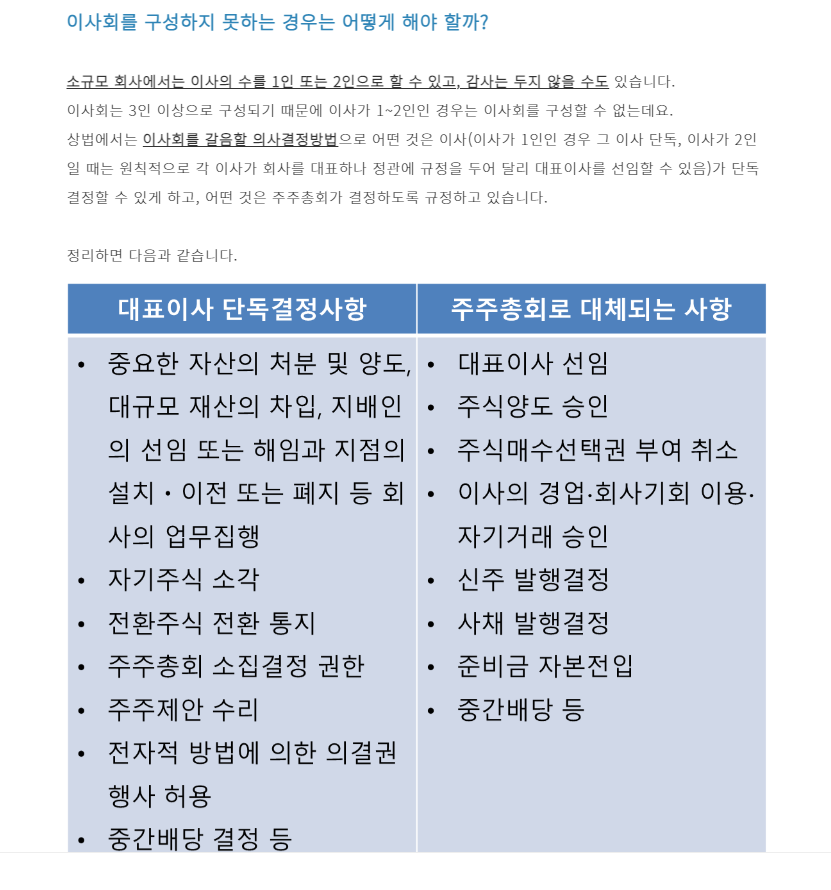 이사회를 구성하지 못하는 경우는 어떻게 해야 할까?
소규모 회사에서는 이사의 수를 1인 또는 2인으로 할 수 있고, 감사는 두지 않을 수도 있습니다.
이사회는 3인 이상으로 구성되기 때문에 이사가 1~2인인 경우는 이사회를 구성할 수 없는데요.
상법에서는 이사회를 갈음할 의사결정방법으로 어떤 것은 이사(이사가 1인인 경우 그 이사 단독, 이사가 2인
일 때는 원칙적으로 각 이사가 회사를 대표하나 정관에 규정을 두어 달리 대표이사를 선임할 수 있음)가 단독
결정할 수 있게 하고, 어떤 것은 주주총회가 결정하도록 규정하고 있습니다.
정리하면 다음과 같습니다.
대표이사 단독결정사항
• 중요한 자산의 처분 및 양도,
대규모 재산의 차입, 지배인
의 선임 또는 해임과 지점의
설치・이전 또는 폐지 등 회
사의 업무집행
• 자기주식 소각
• 전환주식 전환 통지
• 주주총회 소집결정 권한
• 주주제안 수리
• 전자적 방법에 의한 의결권
행사 허용
• 중간배당 결정 등
주주총회로 대체되는 사항
• 대표이사 선임
• 주식양도 승인
• 주식매수선택권 부여 취소
• 이사의 경업·회사기회 이용·
자기거래 승인
• 신주 발행결정
• 사채 발행결정
• 준비금 자본전입
• 중간배당 등